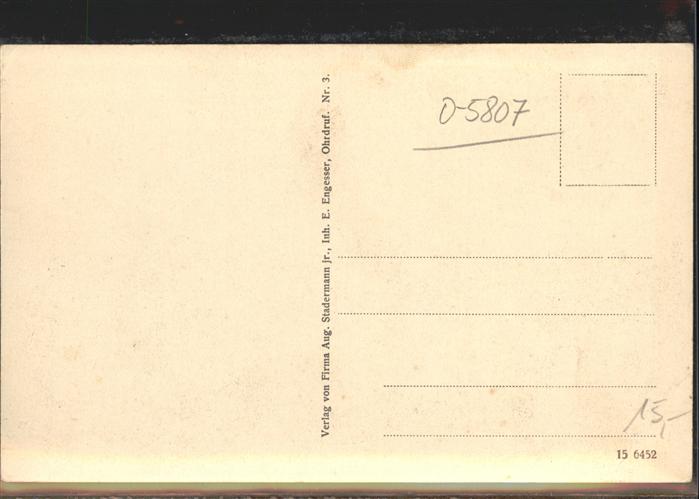 Verlag von Firma Aug. Stadermann jr., Inh. E. Engesser, Ohrdruf. Nr. 3.
O-5807
15,-
15 6452